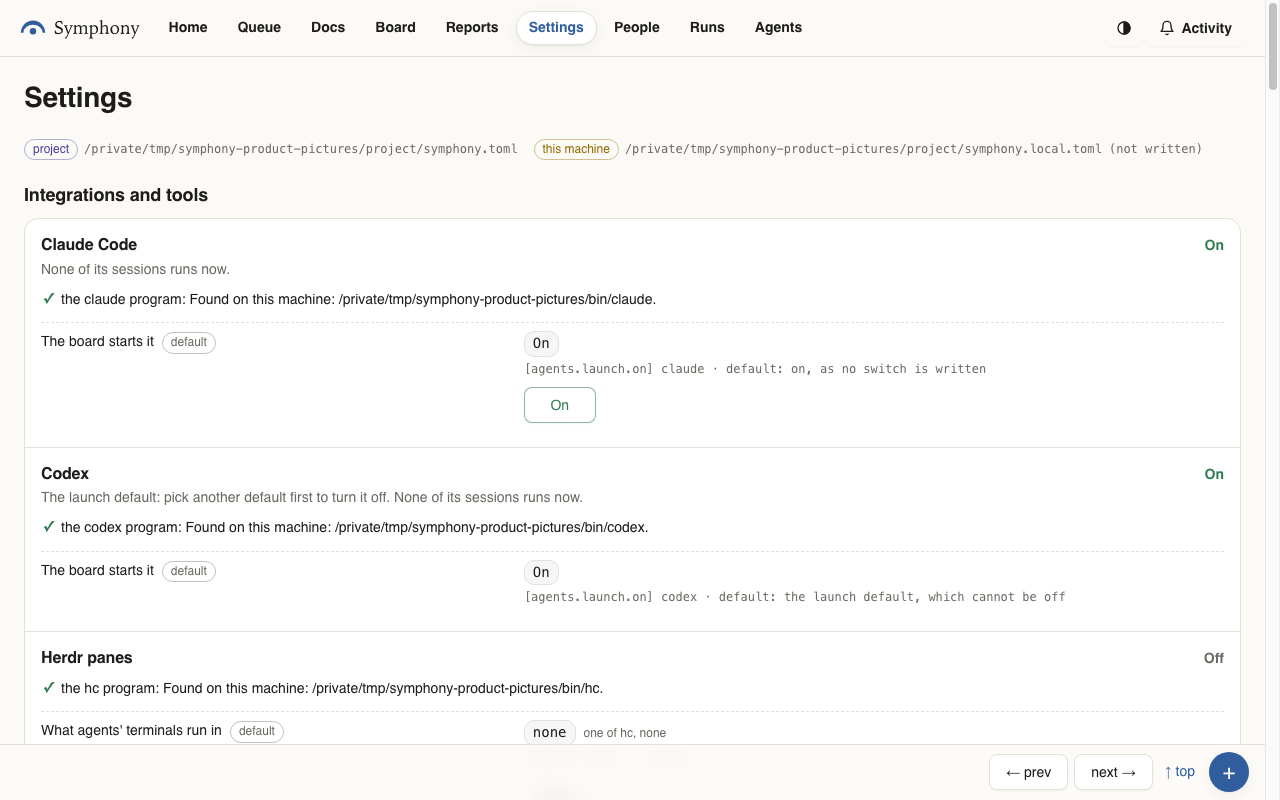 Symphony Home Queue Docs Board Reports Settings People Runs Agents Activity
Settings
project /private/tmp/symphony-product-pictures/project/symphony.toml this machine /private/tmp/symphony-product-pictures/project/symphony.local.toml (not written)
Integrations and tools
Claude Code On
None of its sessions runs now.
✓ the claude program: Found on this machine: /private/tmp/symphony-product-pictures/bin/claude.
The board starts it default On
[agents.launch.on] claude · default: on, as no switch is written
On
Codex On
The launch default: pick another default first to turn it off. None of its sessions runs now.
✓ the codex program: Found on this machine: /private/tmp/symphony-product-pictures/bin/codex.
The board starts it default On
[agents.launch.on] codex · default: the launch default, which cannot be off
Herdr panes Off
✓ the hc program: Found on this machine: /private/tmp/symphony-product-pictures/bin/hc.
What agents' terminals run in default none one of hc, none
← prev next → ↑ top +